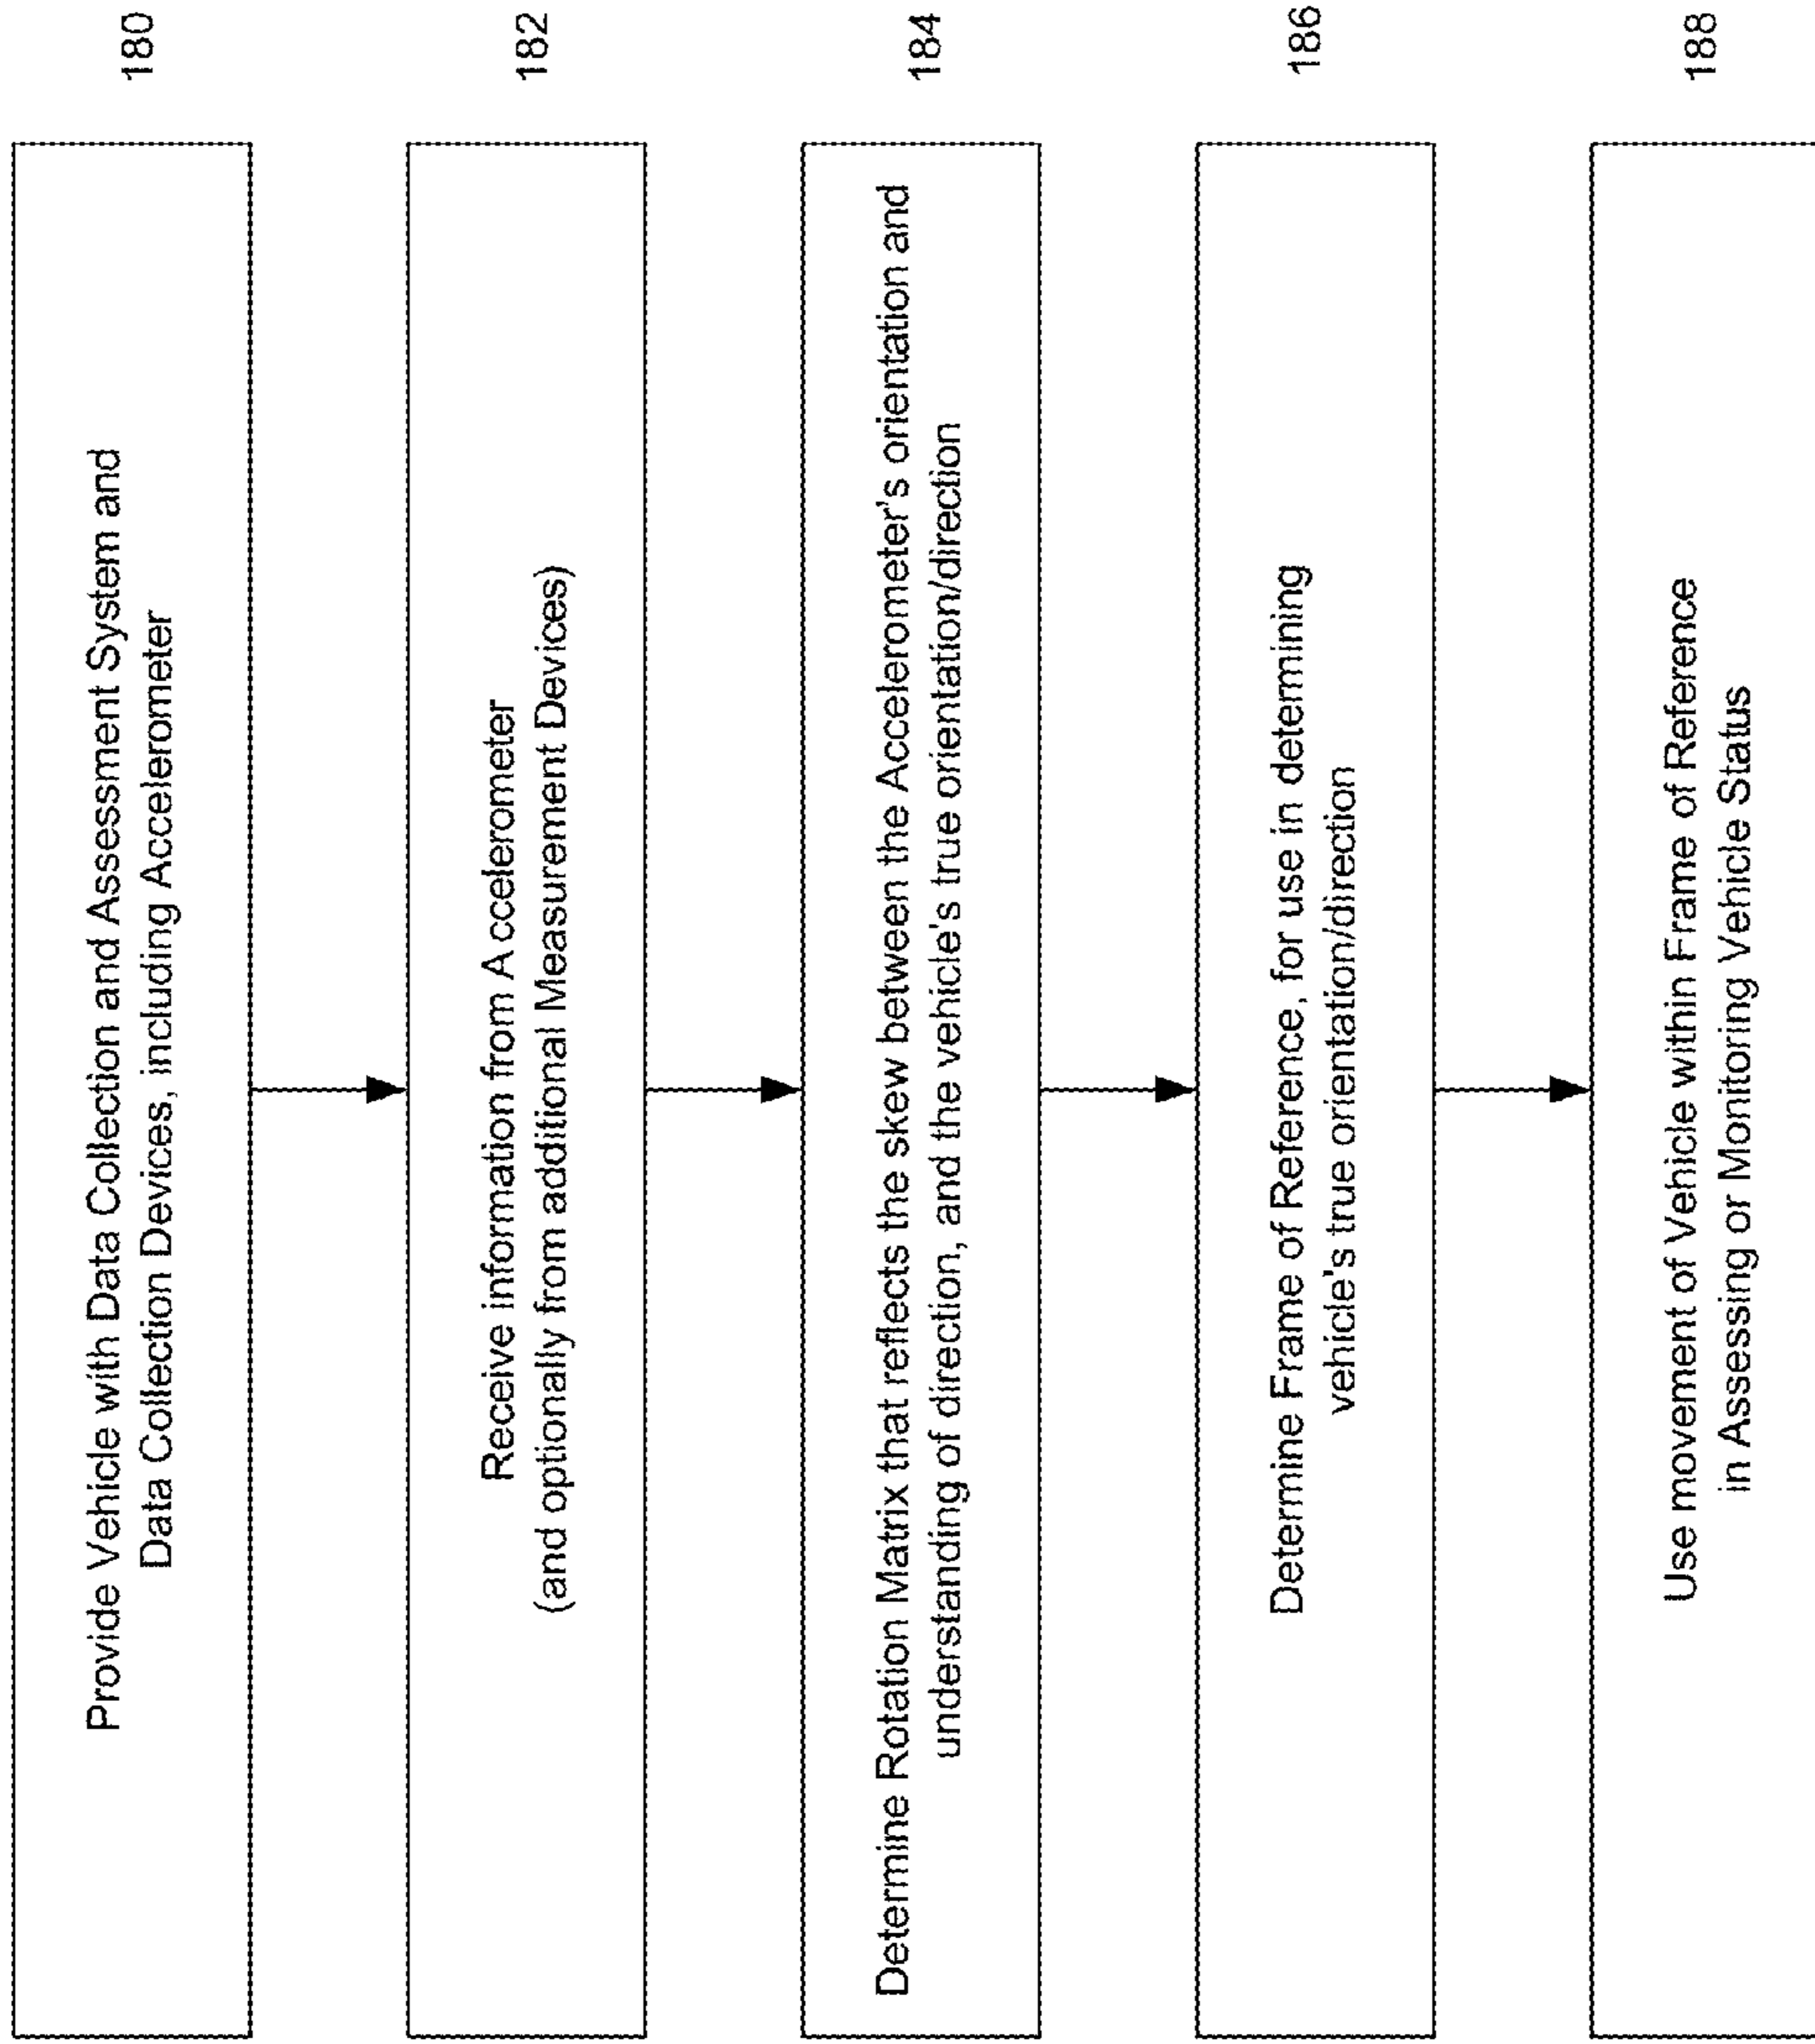 Provide Vehicle with Data Collection and Assessment System and
Data Collection Devices, including Accelerometer
180
Receive information from A ccelerometer
(and optionally from additional Measurement Devices)
182
Determine Rotation Matrix that reflects the skew between the Accelerometer's orientation and
understanding of direction, and the vehicle's true orientation/direction
184
Determine Frame of Reference, for use in determining
vehicle's true orientation/direction
186
Use movement of Vehicle within Frame of Reference
in Assessing or Monitoring Vehicle Status
188